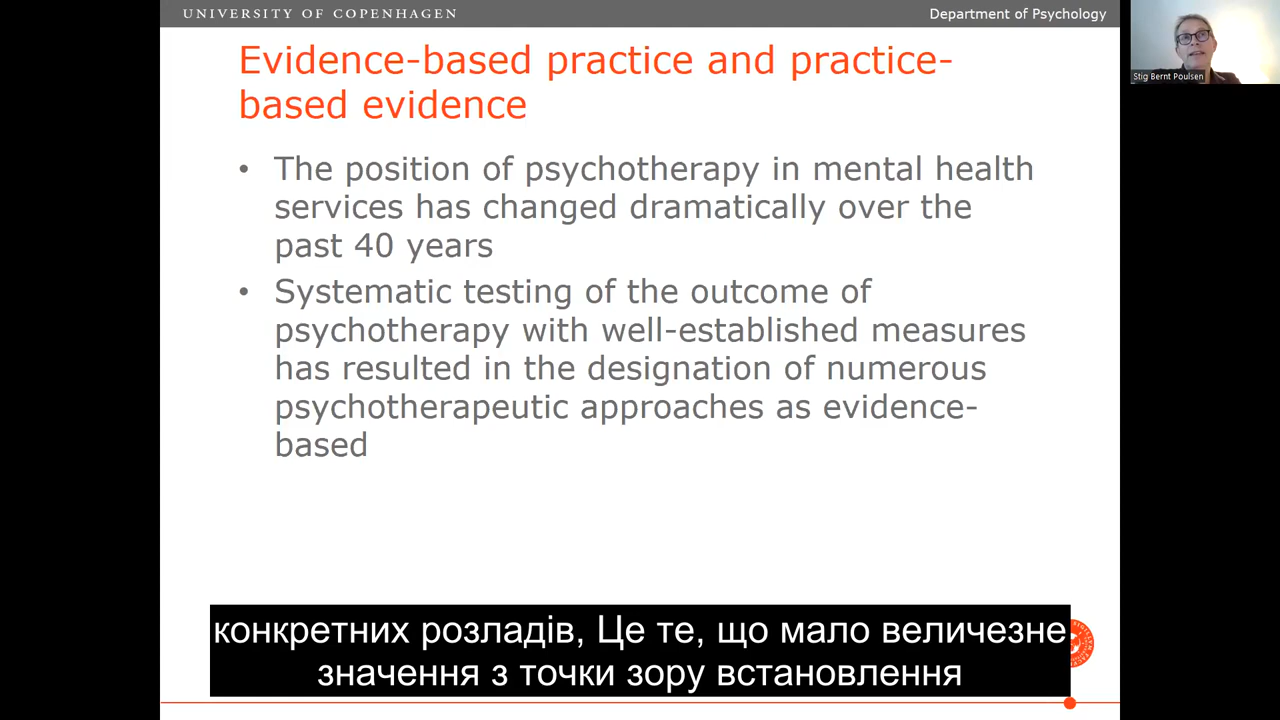 UNIVERSITY OF COPENHAGEN
Department of Psychology
Stig Bernt Poulsen
Evidence-based practice and practice-
based evidence
• The position of psychotherapy in mental health
services has changed dramatically over the
past 40 years
• Systematic testing of the outcome of
psychotherapy with well-established measures
has resulted in the designation of numerous
psychotherapeutic approaches as evidence-
based
конкретних розладів, Це те, що мало величезне
значення з точки зору встановлення